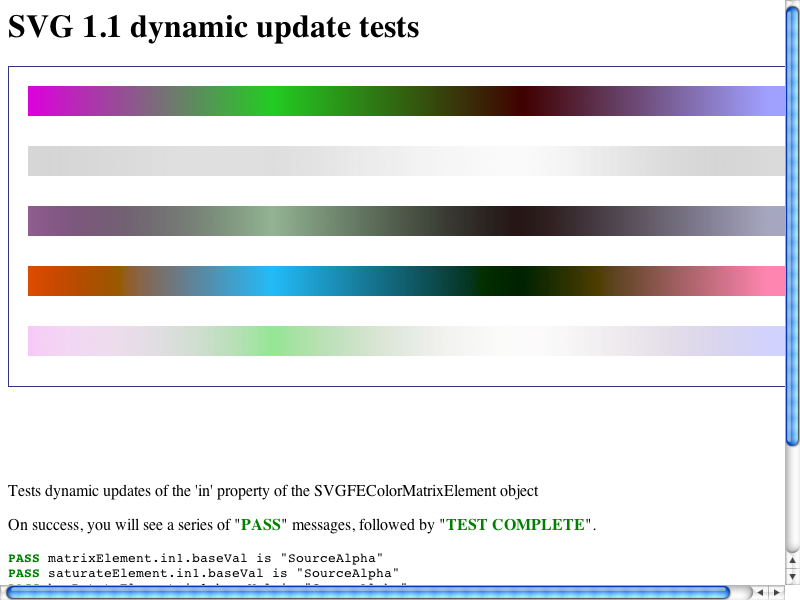 SVG 1.1 dynamic update tests
Tests dynamic updates of the 'in' property of the SVGFEColorMatrixElement object
On success, you will see a series of "PASS" messages, followed by "TEST COMPLETE".
PASS matrixElement.in1.baseVal is "SourceAlpha"
PASS saturateElement.in1.baseVal is "SourceAlpha"